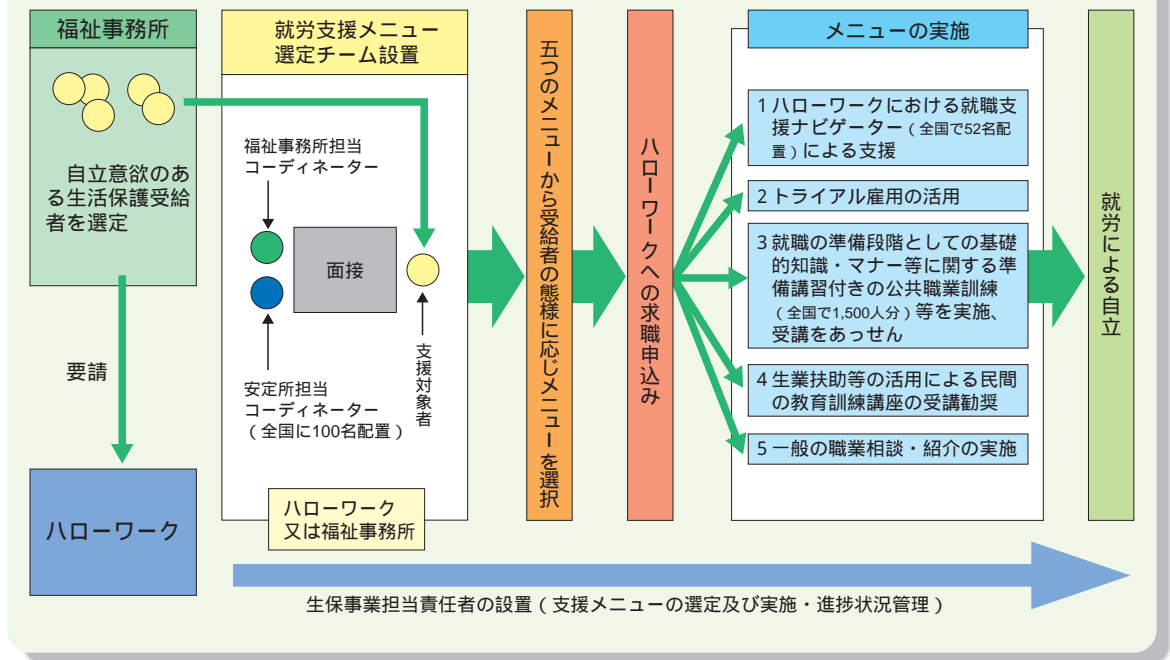 福祉事務所
自立意欲のあ
る生活保護受給
者を選定
要請
ハローワーク
就労支援メニュー
選定チーム設置
福祉事務所担当
コーディネーター
面接
支援対象者
安定所担当
コーディネーター
(全国に100名配置)
ハローワーク
又は福祉事務所
五つのメニューから受給者の態様に応じメニューを選択
ハローワークへの求職申込み
メニューの実施
1 ハローワークにおける就職支
援ナビゲーター(全国で52名配
置)による支援
2 トライアル雇用の活用
3 就職の準備段階としての基礎
的知識・マナー等に関する準
備講習付きの公共職業訓練
(全国で1,500人分)等を実施、
受講をあっせん
4 生業扶助等の活用による民間
の教育訓練講座の受講勧奨
5 一般の職業相談・紹介の実施
就労による自立
生保事業担当責任者の設置(支援メニューの選定及び実施・進捗状況管理)